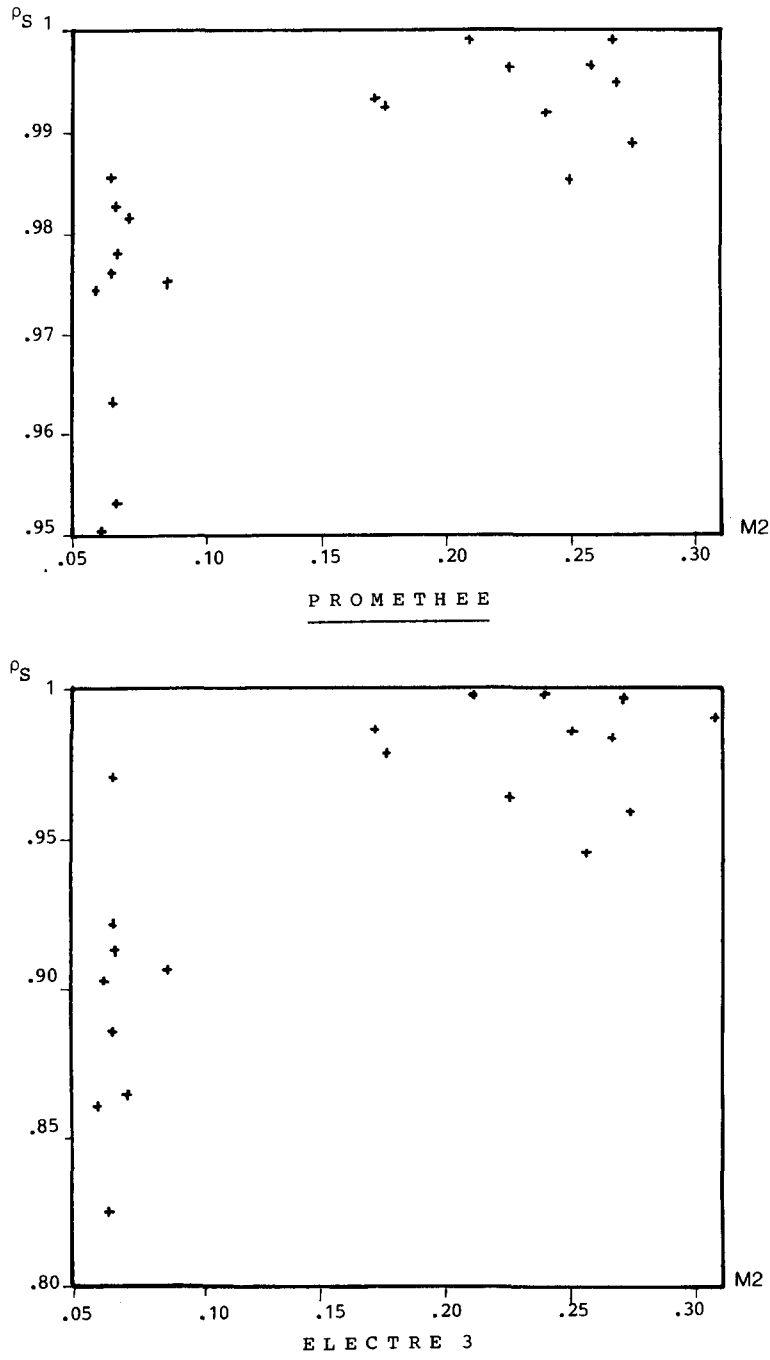 ρS 1
.99
.98
.97
.96
.95
M2
.05 .10 .15 .20 .25 .30
PROMETHEE
ρS 1
.95
.90
.85
.80
M2
.05 .10 .15 .20 .25 .30
ELECTRE 3